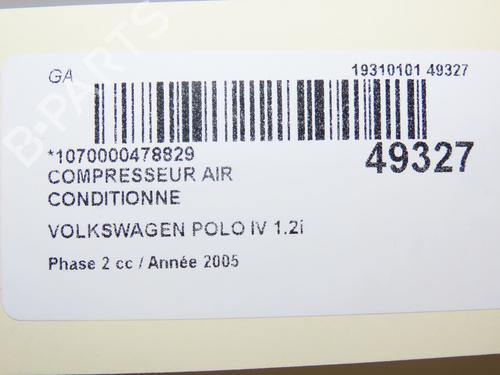 GA
19310101 49327
*1070000478829
49327
COMPRESSEUR AIR
CONDITIONNE
VOLKSWAGEN POLO IV 1.2i
Phase 2 cc / Année 2005
B-PARTS